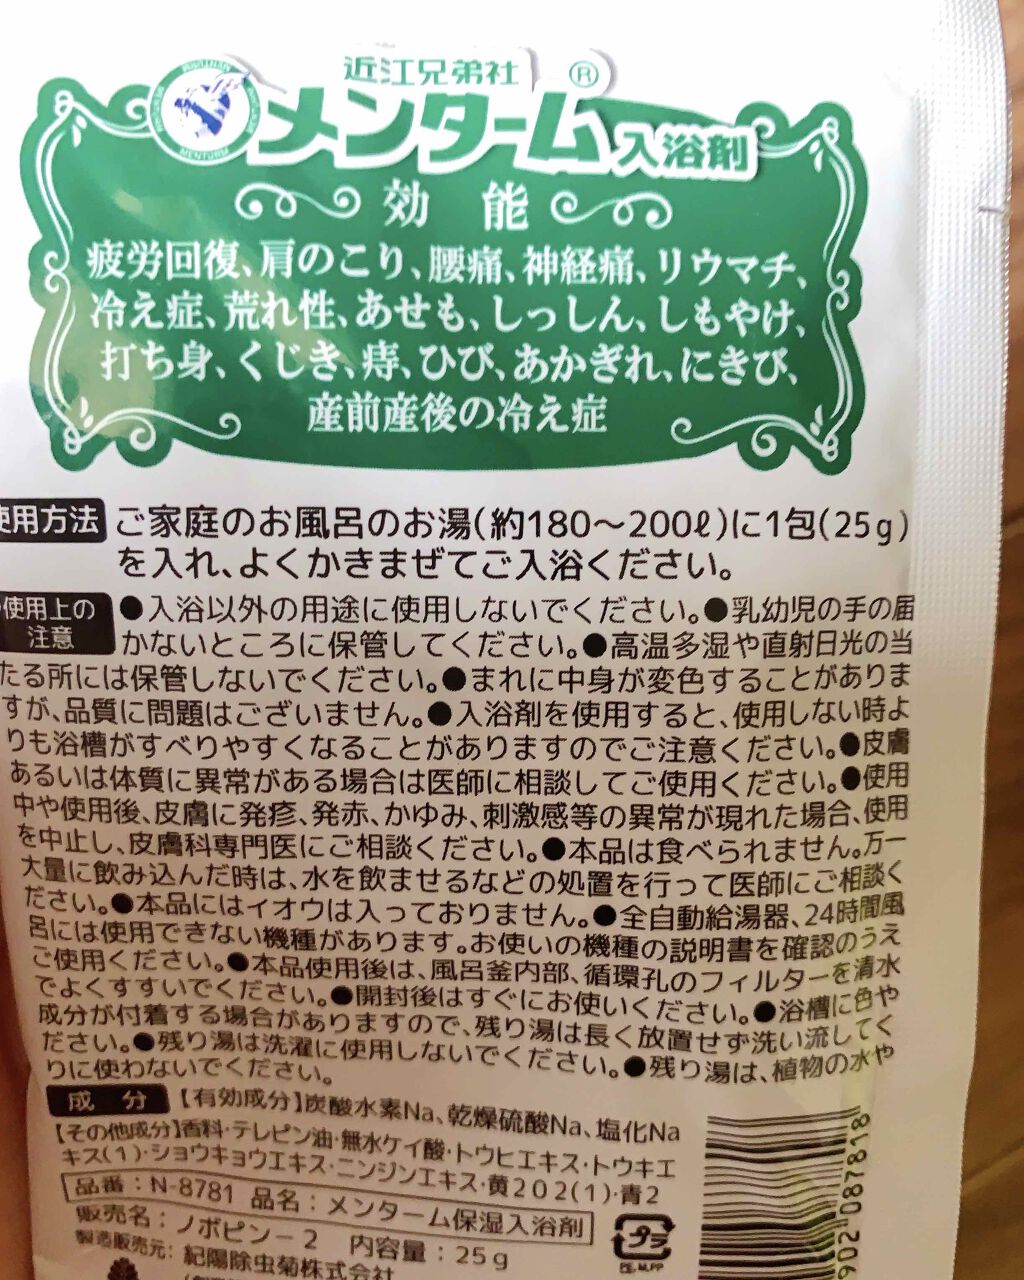 近江兄弟社
メンターム® 入浴剤
MENTURM
効 能
疲労回復、肩のこり、腰痛、神経痛、リウマチ、
冷え症、荒れ性、あせも、しっしん、しもやけ、
打ち身、くじき、痔、ひび、あかぎれ、にきび、
産前産後の冷え症
使用方法 ご家庭のお風呂のお湯(約180〜200ℓ)に1包(25g)
を入れ、よくかきまぜてご入浴ください。
使用上の
注意
●入浴以外の用途に使用しないでください。●乳幼児の手の届
かないところに保管してください。●高温多湿や直射日光の当
たる所には保管しないでください。●まれに中身が変色することがありま
すが、品質に問題はございません。●入浴剤を使用すると、使用しない時よ
りも浴槽がすべりやすくなることがありますのでご注意ください。●皮膚
あるいは体質に異常がある場合は医師に相談してご使用ください。●使用
中や使用後、皮膚に発疹、発赤、かゆみ、刺激感等の異常が現れた場合、使用
を中止し、皮膚科専門医にご相談ください。●本品は食べられません。万一
大量に飲み込んだ時は、水を飲ませるなどの処置を行って医師にご相談く
ださい。●本品にはイオウは入っておりません。●全自動給湯器、24時間風
呂には使用できない機種があります。お使いの機種の説明書を確認のうえ
ご使用ください。●本品使用後は、風呂釜内部、循環孔のフィルターを清水
でよくすすいでください。●開封後はすぐにお使いください。●浴槽に色や
成分が付着する場合がありますので、残り湯は長く放置せず洗い流してく
ださい。●残り湯は洗濯に使用しないでください。●残り湯は、植物の水や
りに使わないでください。
成 分 【有効成分】炭酸水素Na、乾燥硫酸Na、塩化Na
【その他成分】香料・テレピン油・無水ケイ酸・トウヒエキス・トウキエ
キス(1)・ショウキョウエキス・ニンジンエキス・黄202(1)・青2
品番:N-8781 品名:メンターム保湿入浴剤
販売名:ノボピン-2 内容量:25g
製造販売元: 紀陽除虫菊株式会社
プラ
PE, M, PP
902 087818